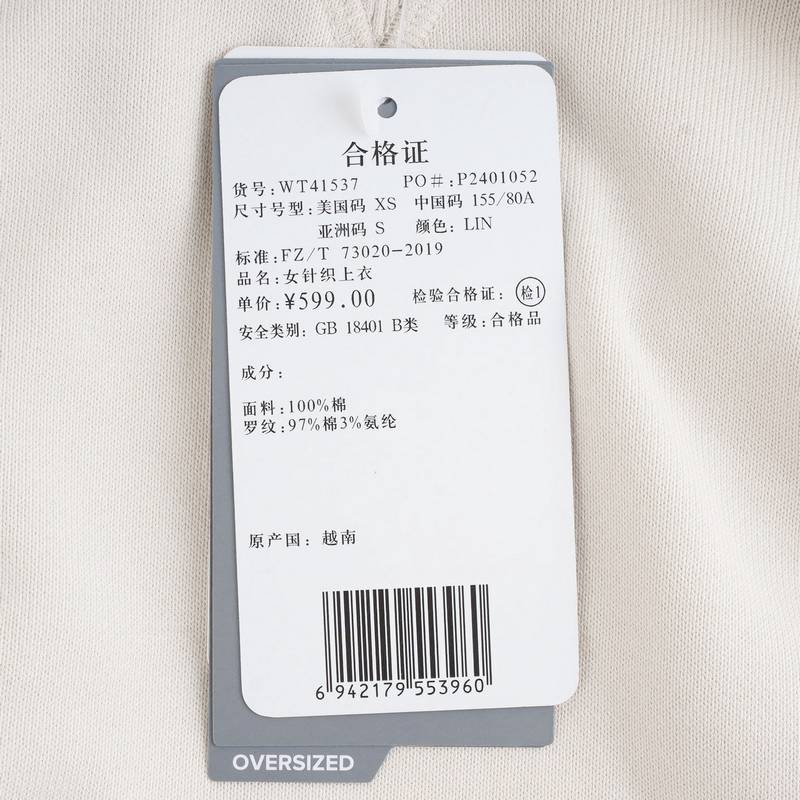 合格证
货号:WT41537 PO#:P2401052
尺寸号型:美国码 XS 中国码 155/80A
亚洲码 S 颜色: LIN
标准:FZ/T 73020-2019
品名:女针织上衣
单价:¥599.00 检验合格证: 检1
安全类别: GB 18401 B类 等级:合格品
成分:
面料:100%棉
罗纹:97%棉3%氨纶
原产国: 越南
6 942179 553960
OVERSIZED